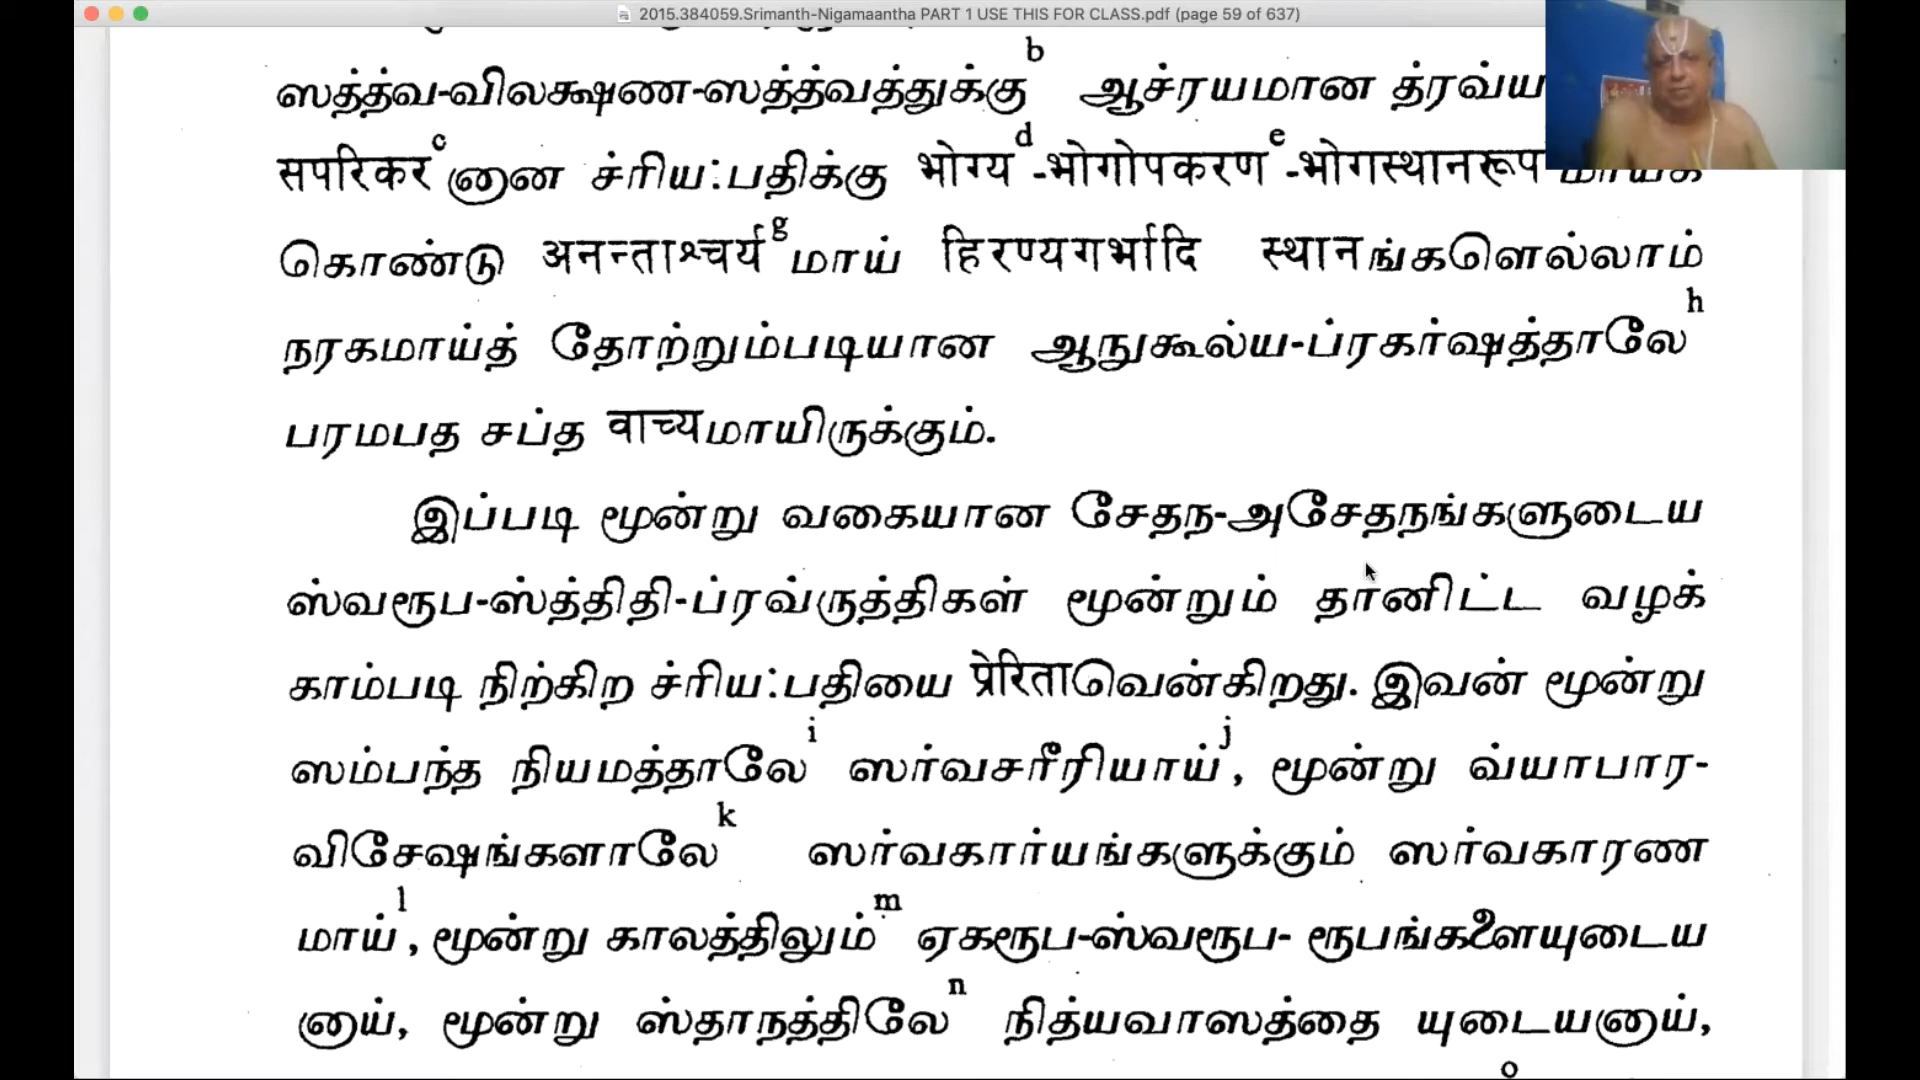 2015.384059.Srimanth-Nigamaantha PART 1 USE THIS FOR CLASS.pdf (page 59 of 637)
b
ஸத்த்வ-விலக்ஷண-ஸத்த்வத்துக்கு ஆச்ரயமான த்ரவ்ய
c d e
सपरिकरனான ச்ரிய:பதிக்கு भोग्य-भोगोपकरण-भोगस्थानरूप மாய்க்
g
கொண்டு अनन्ताश्चर्यமாய் हिरण्यगर्भादि स्थानங்களெல்லாம்
h
நரகமாய்த் தோற்றும்படியான ஆநுகூல்ய-ப்ரகர்ஷத்தாலே
பரமபத சப்த वाच्यமாயிருக்கும்.
இப்படி மூன்று வகையான சேதந-அசேதநங்களுடைய
ஸ்வரூப-ஸ்த்திதி-ப்ரவ்ருத்திகள் மூன்றும் தானிட்ட வழக்
காம்படி நிற்கிற ச்ரிய:பதியை प्रेरिताவென்கிறது. இவன் மூன்று
i j
ஸம்பந்த நியமத்தாலே ஸர்வசரீரியாய், மூன்று வ்யாபார-
k
விசேஷங்களாலே ஸர்வகார்யங்களுக்கும் ஸர்வகாரண
l m
மாய், மூன்று காலத்திலும் ஏகரூப-ஸ்வரூப- ரூபங்களையுடைய
n
னாய், மூன்று ஸ்தாநத்திலே நித்யவாஸத்தை யுடையனாய்,
o